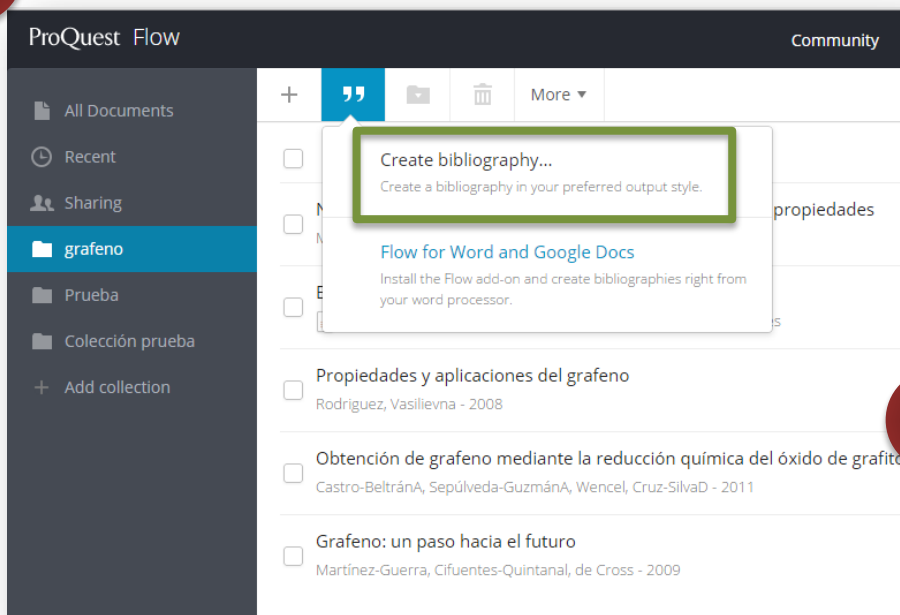 ProQuest Flow
Community
All Documents
Recent
Sharing
grafeno
Prueba
Colección prueba
Add collection
More
Create bibliography...
Create a bibliography in your preferred output style.
Flow for Word and Google Docs
Install the Flow add-on and create bibliographies right from
your word processor.
propiedades
Propiedades y aplicaciones del grafeno
Rodriguez, Vasilievna - 2008
Obtención de grafeno mediante la reducción química del óxido de grafito
Castro-BeltránA, Sepúlveda-GuzmánA, Wencel, Cruz-SilvaD - 2011
Grafeno: un paso hacia el futuro
Martínez-Guerra, Cifuentes-Quintanal, de Cross - 2009